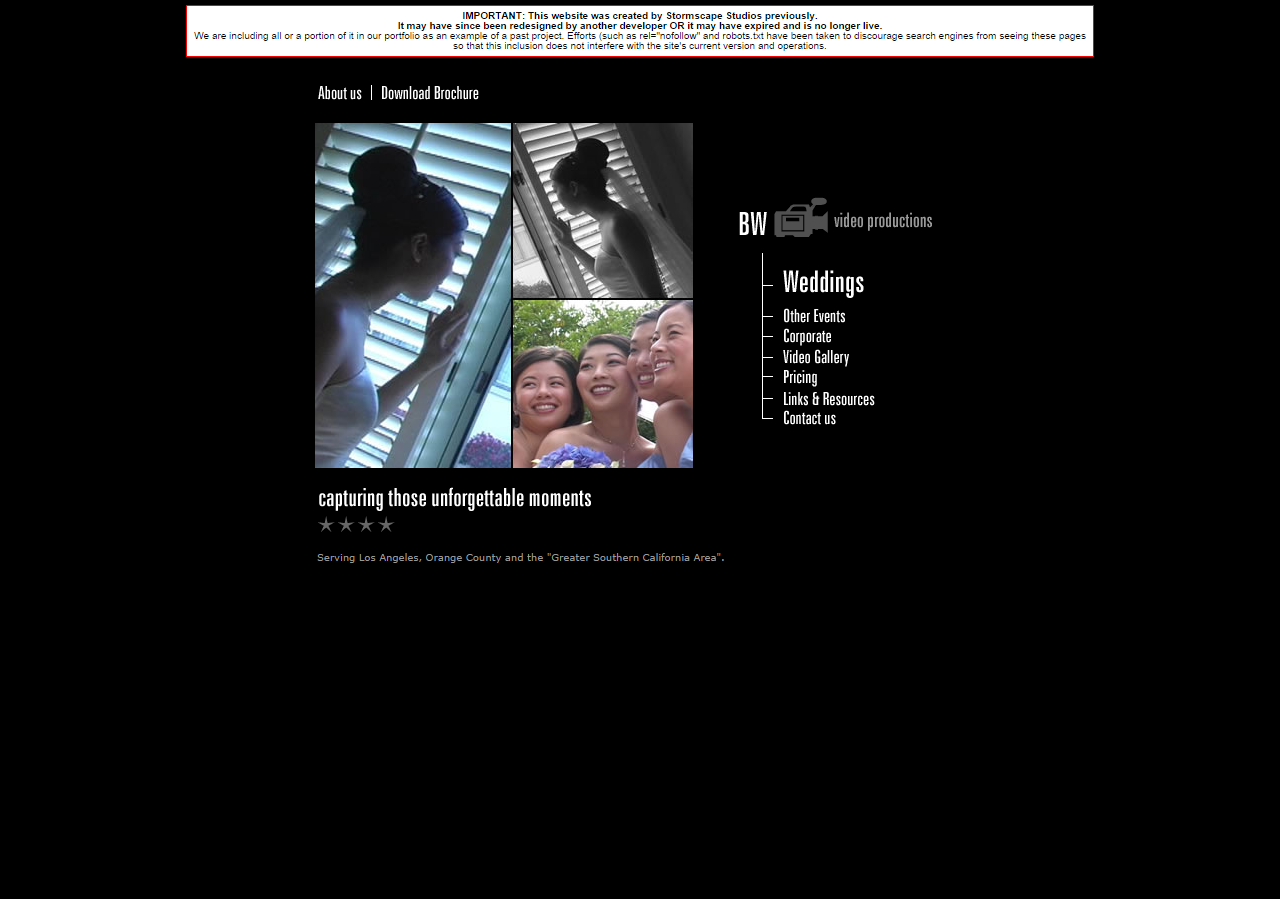 IMPORTANT: This website was created by Stormscape Studios previously.
It may have since been redesigned by another developer OR it may have expired and is no longer live.
We are including all or a portion of it in our portfolio as an example of a past project. Efforts (such as rel="nofollow" and robots.txt have been taken to discourage search engines from seeing these pages
so that this inclusion does not interfere with the site's current version and operations.
About us | Download Brochure
BW video productions
Weddings
Other Events
Corporate
Video Gallery
Pricing
Links & Resources
Contact us
capturing those unforgettable moments
Serving Los Angeles, Orange County and the "Greater Southern California Area".